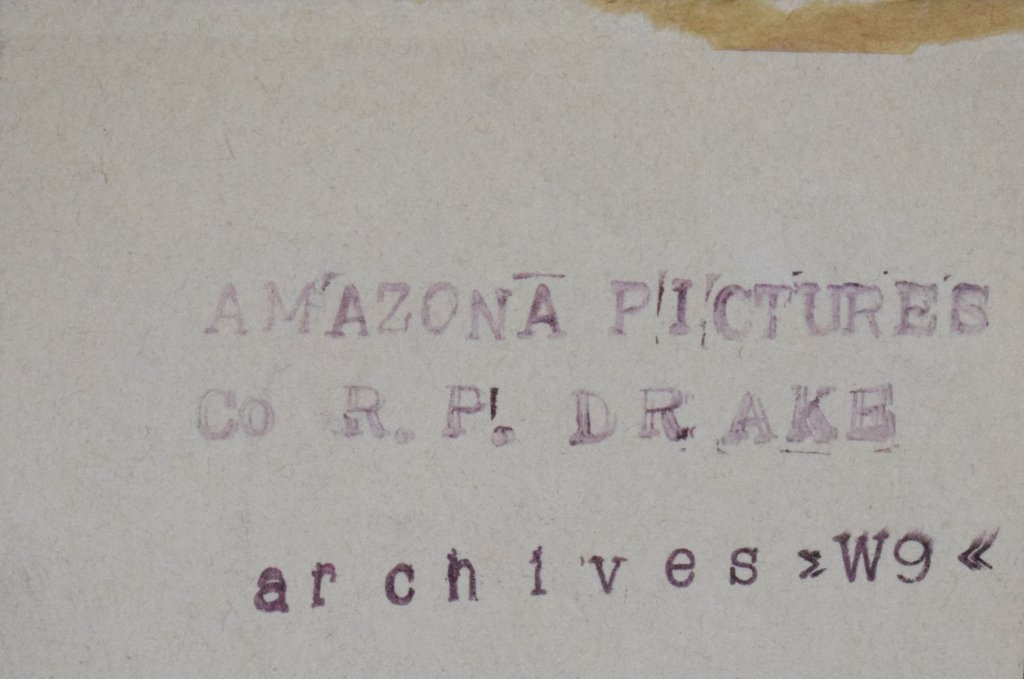 AMAZONA PICTURES
Co R. P. DRAKE
archives »W9«